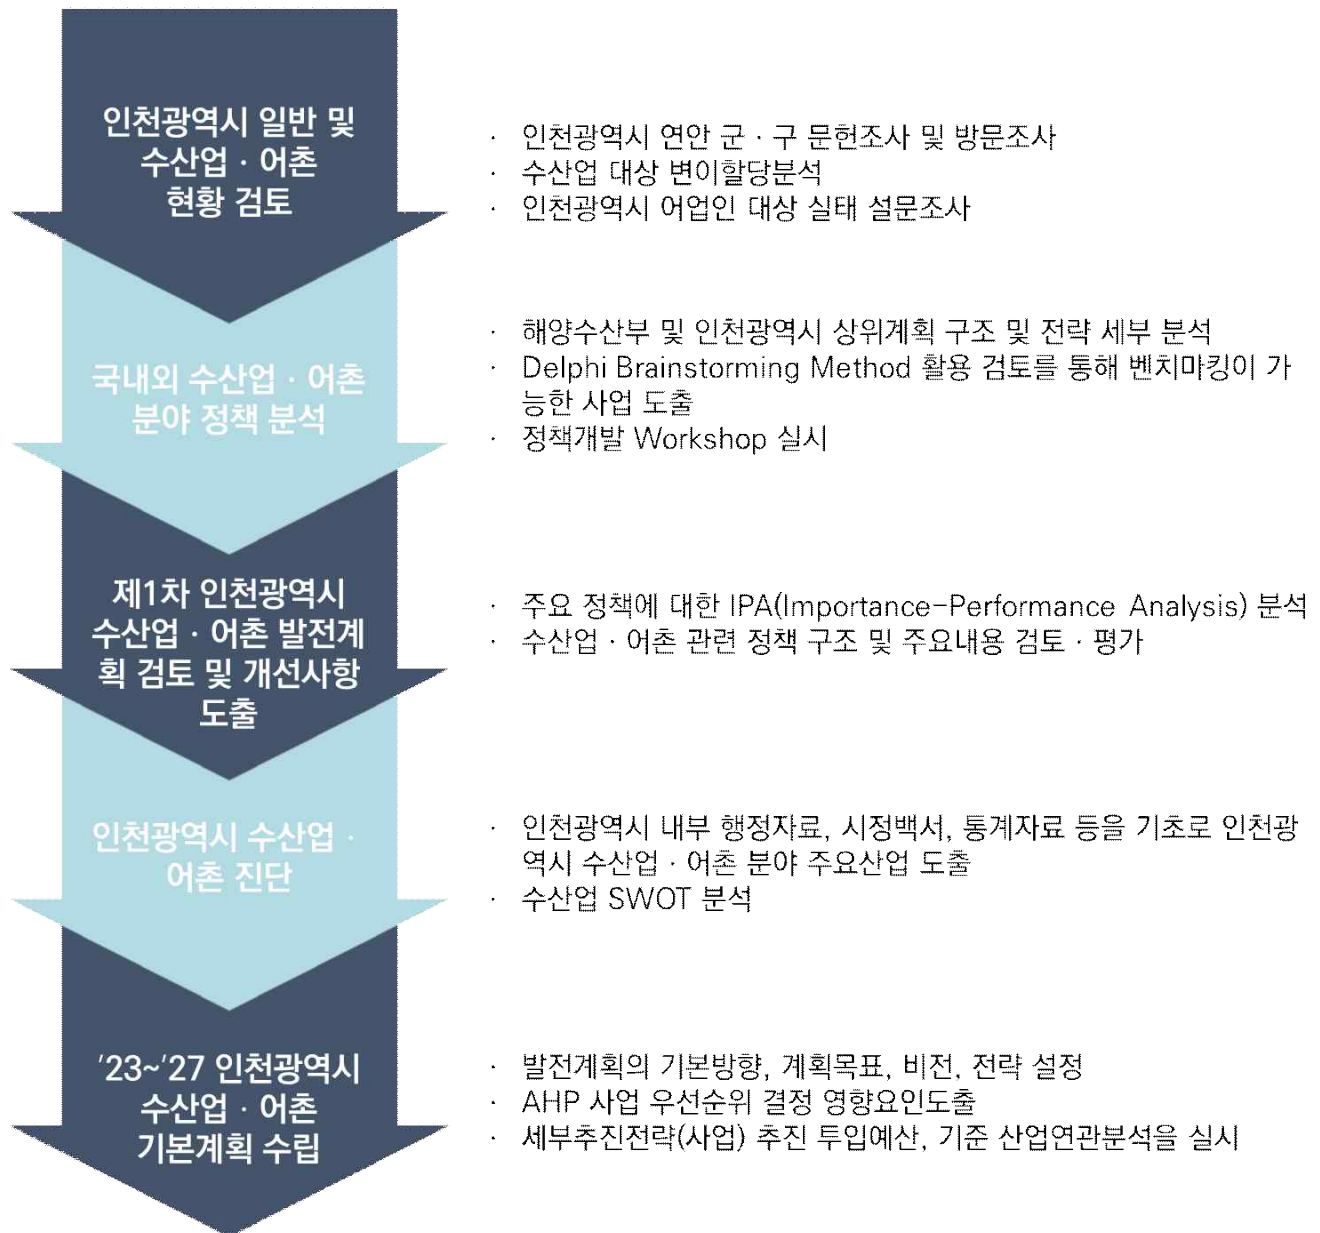 인천광역시 일반 및
수산업 · 어촌
현황 검토
· 인천광역시 연안 군 · 구 문헌조사 및 방문조사
· 수산업 대상 변이할당분석
· 인천광역시 어업인 대상 실태 설문조사
국내외 수산업 · 어촌
분야 정책 분석
· 해양수산부 및 인천광역시 상위계획 구조 및 전략 세부 분석
· Delphi Brainstorming Method 활용 검토를 통해 벤치마킹이 가
능한 사업 도출
· 정책개발 Workshop 실시
제1차 인천광역시
수산업 · 어촌 발전계
획 검토 및 개선사항
도출
· 주요 정책에 대한 IPA(Importance-Performance Analysis) 분석
· 수산업 · 어촌 관련 정책 구조 및 주요내용 검토 · 평가
인천광역시 수산업 ·
어촌 진단
· 인천광역시 내부 행정자료, 시정백서, 통계자료 등을 기초로 인천광
역시 수산업 · 어촌 분야 주요산업 도출
· 수산업 SWOT 분석
'23~'27 인천광역시
수산업 · 어촌
기본계획 수립
· 발전계획의 기본방향, 계획목표, 비전, 전략 설정
· AHP 사업 우선순위 결정 영향요인도출
· 세부추진전략(사업) 추진 투입예산, 기준 산업연관분석을 실시